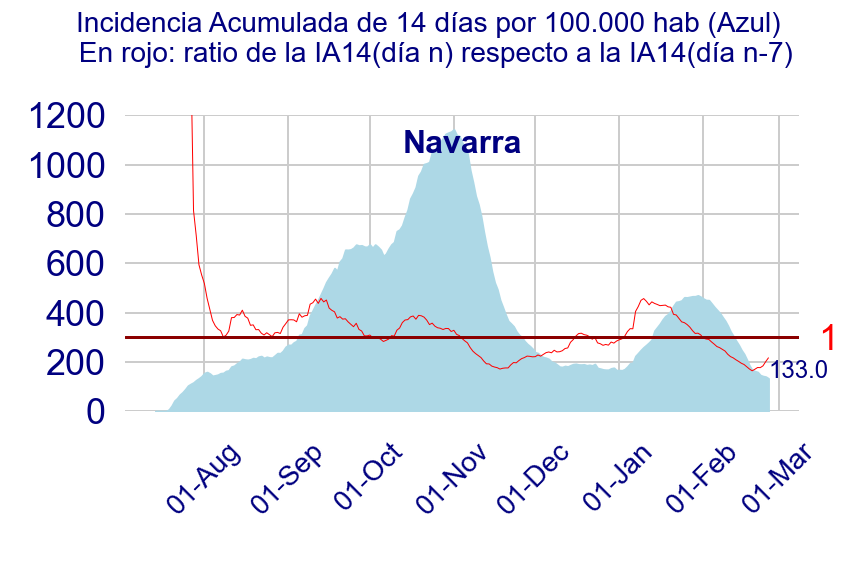 Incidencia Acumulada de 14 días por 100.000 hab (Azul)
En rojo: ratio de la IA14(día n) respecto a la IA14(día n-7)
Navarra
1200
1000
800
600
400
200
0
1
133.0
01-Aug
01-Sep
01-Oct
01-Nov
01-Dec
01-Jan
01-Feb
01-Mar